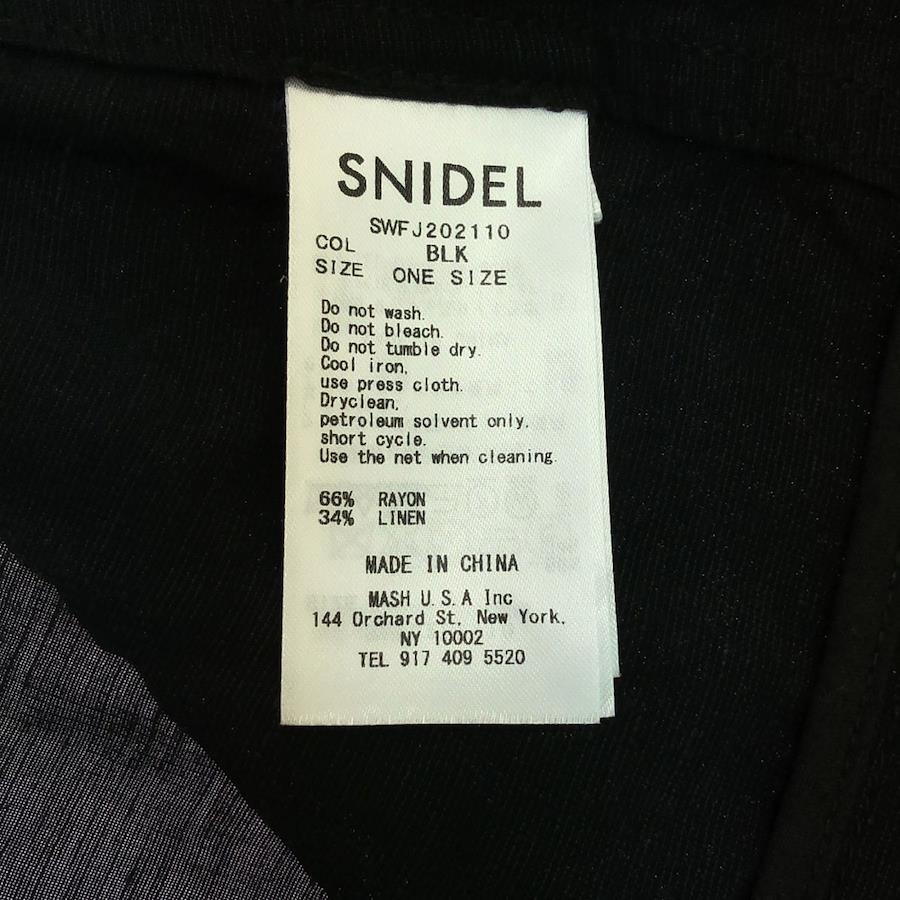 SNIDEL
SWFJ202110
COL BLK
SIZE ONE SIZE
Do not wash.
Do not bleach.
Do not tumble dry.
Cool iron,
use press cloth.
Dryclean,
petroleum solvent only.
short cycle.
Use the net when cleaning.
66% RAYON
34% LINEN
MADE IN CHINA
MASH U.S.A Inc
144 Orchard St, New York,
NY 10002
TEL 917 409 5520